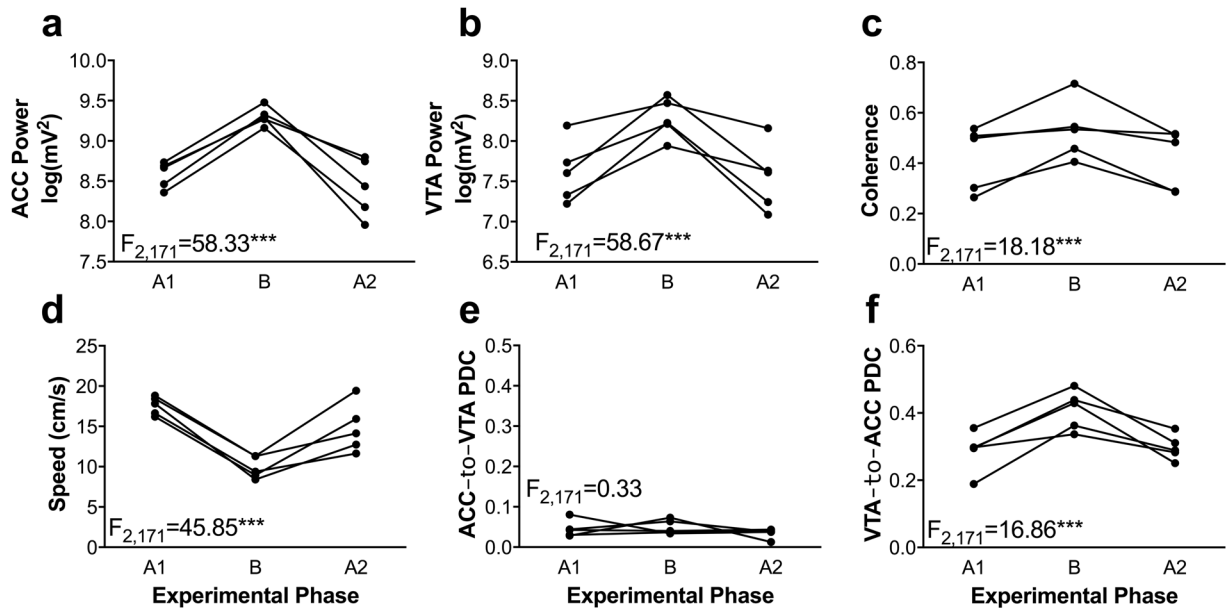 a
ACC Power
log(mV²)
10.0
9.5
9.0
8.5
8.0
7.5
F2,171=58.33***
A1 B A2
b
VTA Power
log(mV²)
9.0
8.5
8.0
7.5
7.0
6.5
F2,171=58.67***
A1 B A2
c
Coherence
0.8
0.6
0.4
0.2
0.0
F2,171=18.18***
A1 B A2
d
Speed (cm/s)
25
20
15
10
5
0
F2,171=45.85***
A1 B A2
Experimental Phase
e
ACC-to-VTA PDC
0.5
0.4
0.3
0.2
0.1
0.0
F2,171=0.33
A1 B A2
Experimental Phase
f
VTA-to-ACC PDC
0.6
0.4
0.2
0.0
F2,171=16.86***
A1 B A2
Experimental Phase